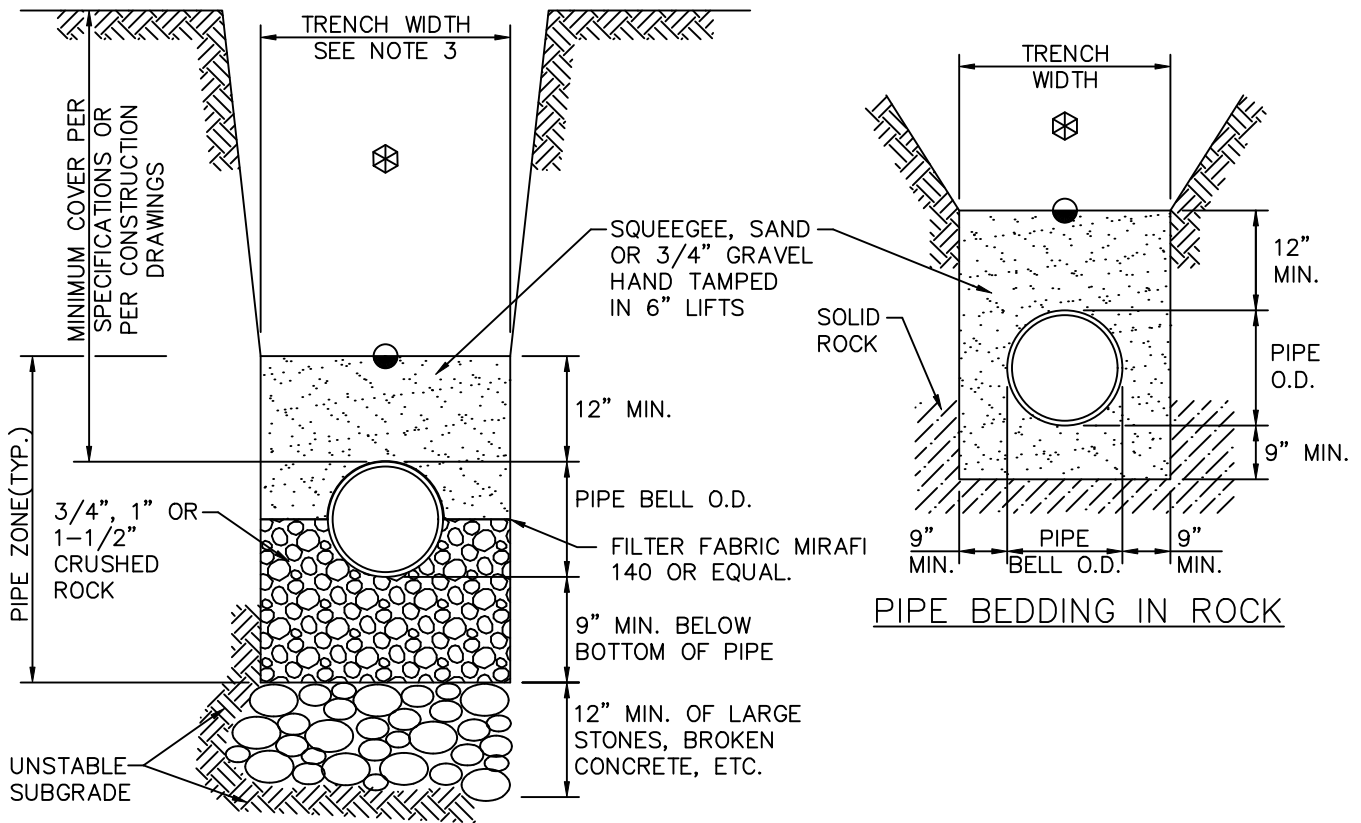 TRENCH WIDTH
SEE NOTE 3
MINIMUM COVER PER
SPECIFICATIONS OR
PER CONSTRUCTION
DRAWINGS
SQUEEGEE, SAND
OR 3/4" GRAVEL
HAND TAMPED
IN 6" LIFTS
12" MIN.
PIPE ZONE(TYP.)
3/4", 1" OR
1-1/2"
CRUSHED
ROCK
PIPE BELL O.D.
FILTER FABRIC MIRAFI
140 OR EQUAL.
9" MIN. BELOW
BOTTOM OF PIPE
12" MIN. OF LARGE
STONES, BROKEN
CONCRETE, ETC.
UNSTABLE
SUBGRADE
TRENCH
WIDTH
12"
MIN.
SOLID
ROCK
PIPE
O.D.
9" MIN.
9"
MIN.
PIPE
BELL O.D.
9"
MIN.
PIPE BEDDING IN ROCK